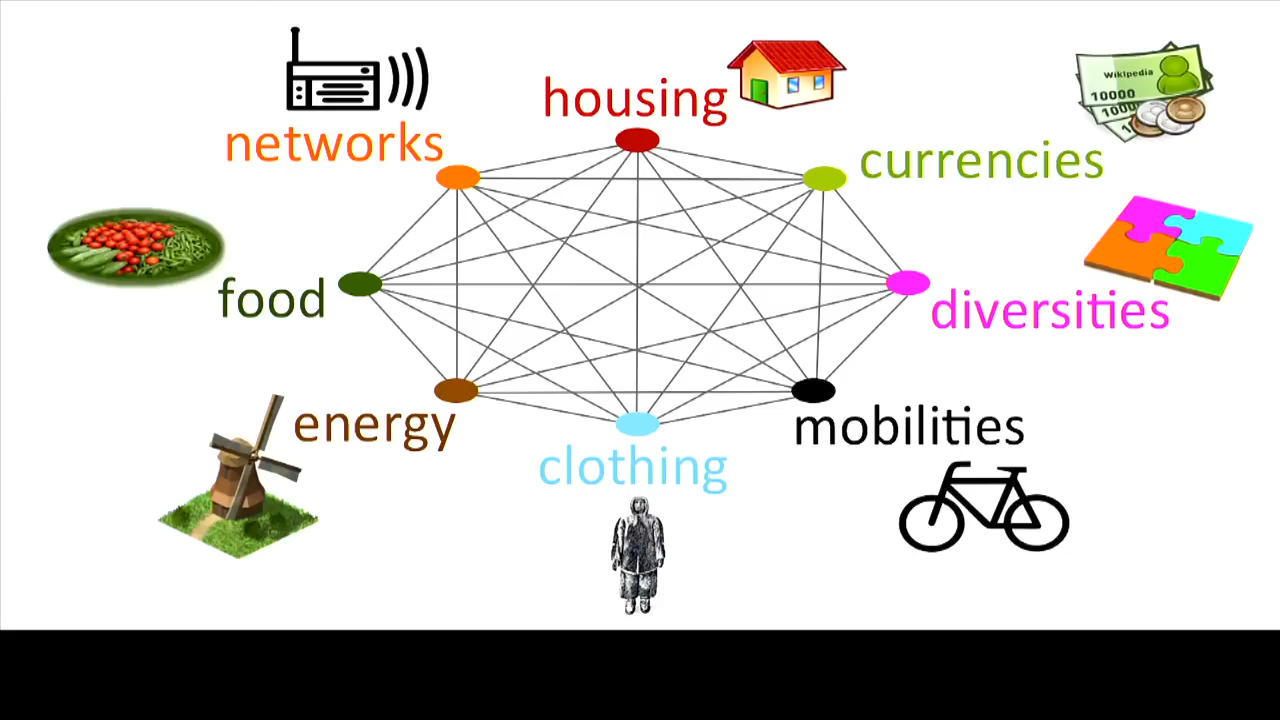 housing
networks
Wikipedia
10000
currencies
food
diversities
energy
mobilities
clothing